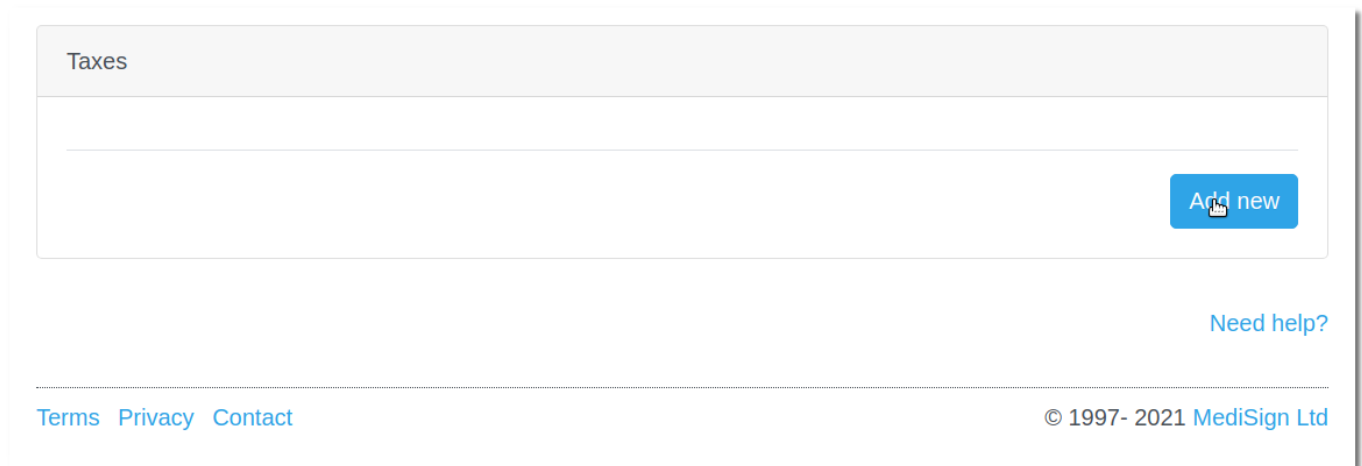 Taxes
Add new
Need help?
Terms Privacy Contact
© 1997- 2021 MediSign Ltd